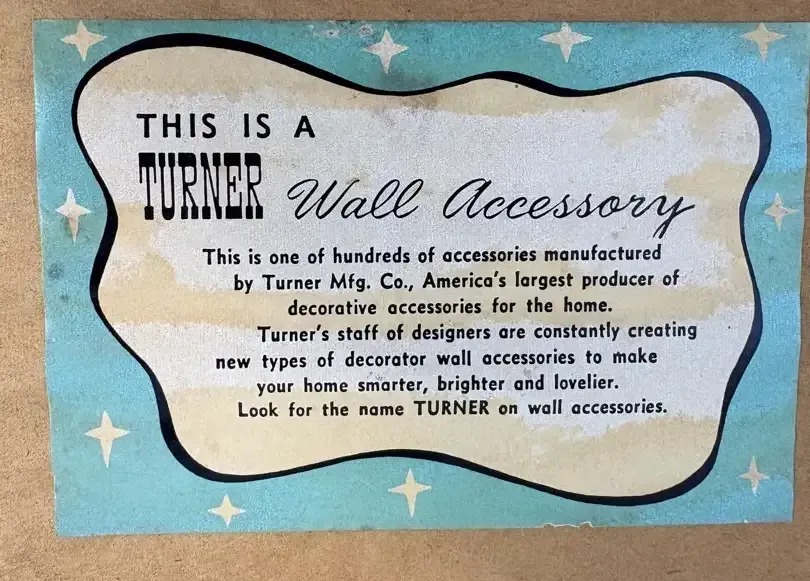 THIS IS A
TURNER Wall Accessory
This is one of hundreds of accessories manufactured
by Turner Mfg. Co., America's largest producer of
decorative accessories for the home.
Turner's staff of designers are constantly creating
new types of decorator wall accessories to make
your home smarter, brighter and lovelier.
Look for the name TURNER on wall accessories.